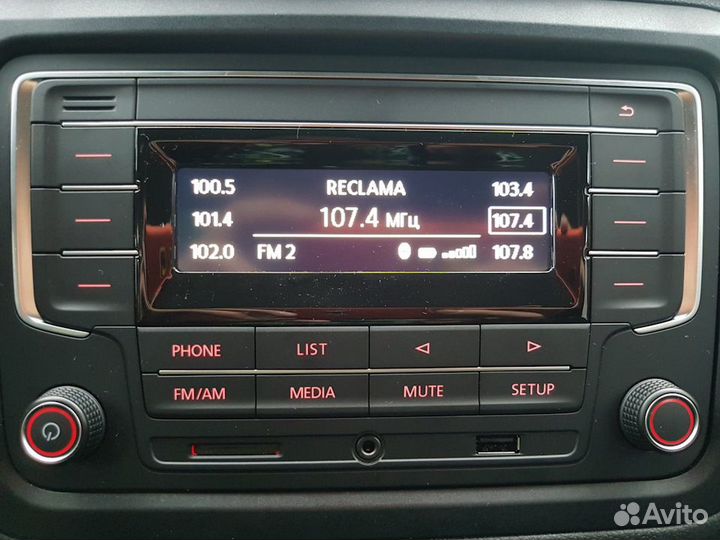 100.5 RECLAMA 103.4
101.4 107.4 МГц 107.4
102.0 FM 2 107.8
PHONE LIST
FM/AM MEDIA MUTE SETUP
Avito